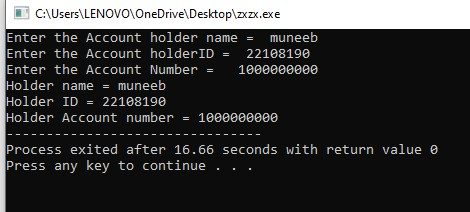 C:\Users\LENOVO\OneDrive\Desktop\zxzx.exe
Enter the Account holder name =  muneeb
Enter the Account holderID =  22108190
Enter the Account Number =   1000000000
Holder name = muneeb
Holder ID = 22108190
Holder Account number = 1000000000
--------------------------------
Process exited after 16.66 seconds with return value 0
Press any key to continue . . .